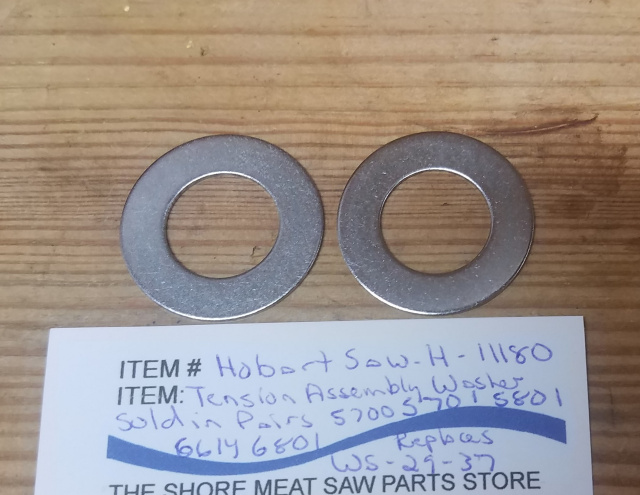 ITEM # Hobart Saw-H-11180
ITEM: Tension Assembly Washer
Sold in Pairs 5700 5701 5801
6614 6801 Replaces
WS-29-37
THE SHORE MEAT SAW PARTS STORE